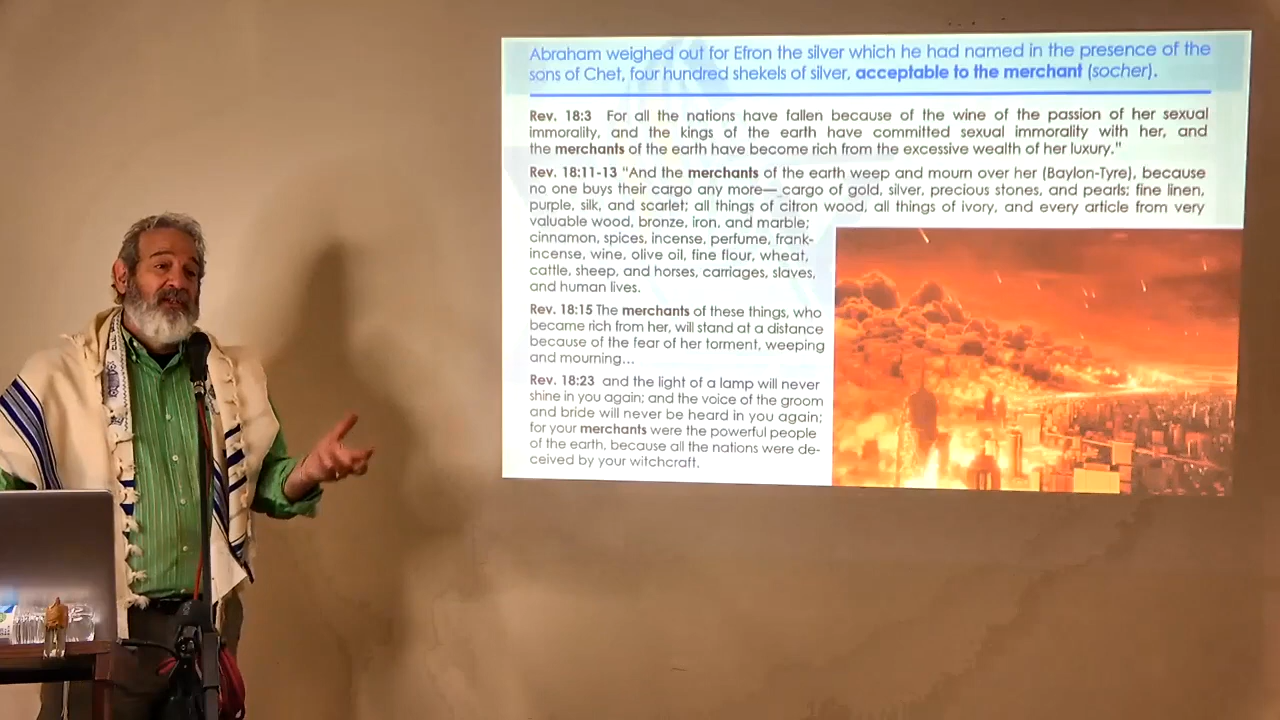 Abraham weighed out for Efron the silver which he had named in the presence of the
sons of Chet, four hundred shekels of silver, acceptable to the merchant (socher).
Rev. 18:3 For all the nations have fallen because of the wine of the passion of her sexual
immorality, and the kings of the earth have committed sexual immorality with her, and
the merchants of the earth have become rich from the excessive wealth of her luxury."
Rev. 18:11-13 "And the merchants of the earth weep and mourn over her (Baylon-Tyre), because
no one buys their cargo any more— cargo of gold, silver, precious stones, and pearls; fine linen,
purple, silk, and scarlet; all things of citron wood, all things of ivory, and every article from very
valuable wood, bronze, iron, and marble;
cinnamon, spices, incense, perfume, frank-
incense, wine, olive oil, fine flour, wheat,
cattle, sheep, and horses, carriages, slaves,
and human lives.
Rev. 18:15 The merchants of these things, who
became rich from her, will stand at a distance
because of the fear of her torment, weeping
and mourning...
Rev. 18:23 and the light of a lamp will never
shine in you again; and the voice of the groom
and bride will never be heard in you again;
for your merchants were the powerful people
of the earth, because all the nations were de-
ceived by your witchcraft.